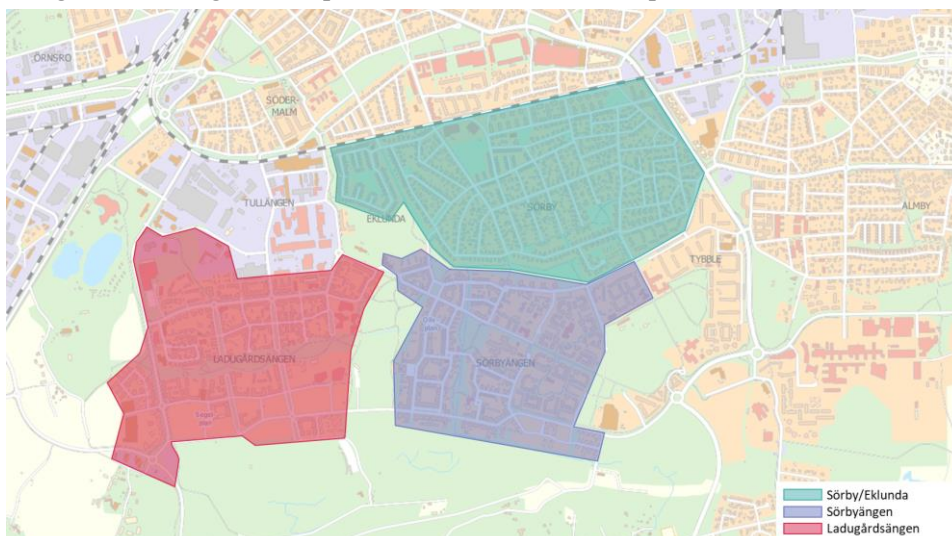 ÖRNSRO
SÖDER-
MALM
TULLÄNGEN
EKLUNDA
SÖRBY
ALMBY
TYBBLE
LADUGÅRDSÄNGEN
SÖRBYÄNGEN
Sörby/Eklunda
Sörbyängen
Ladugårdsängen